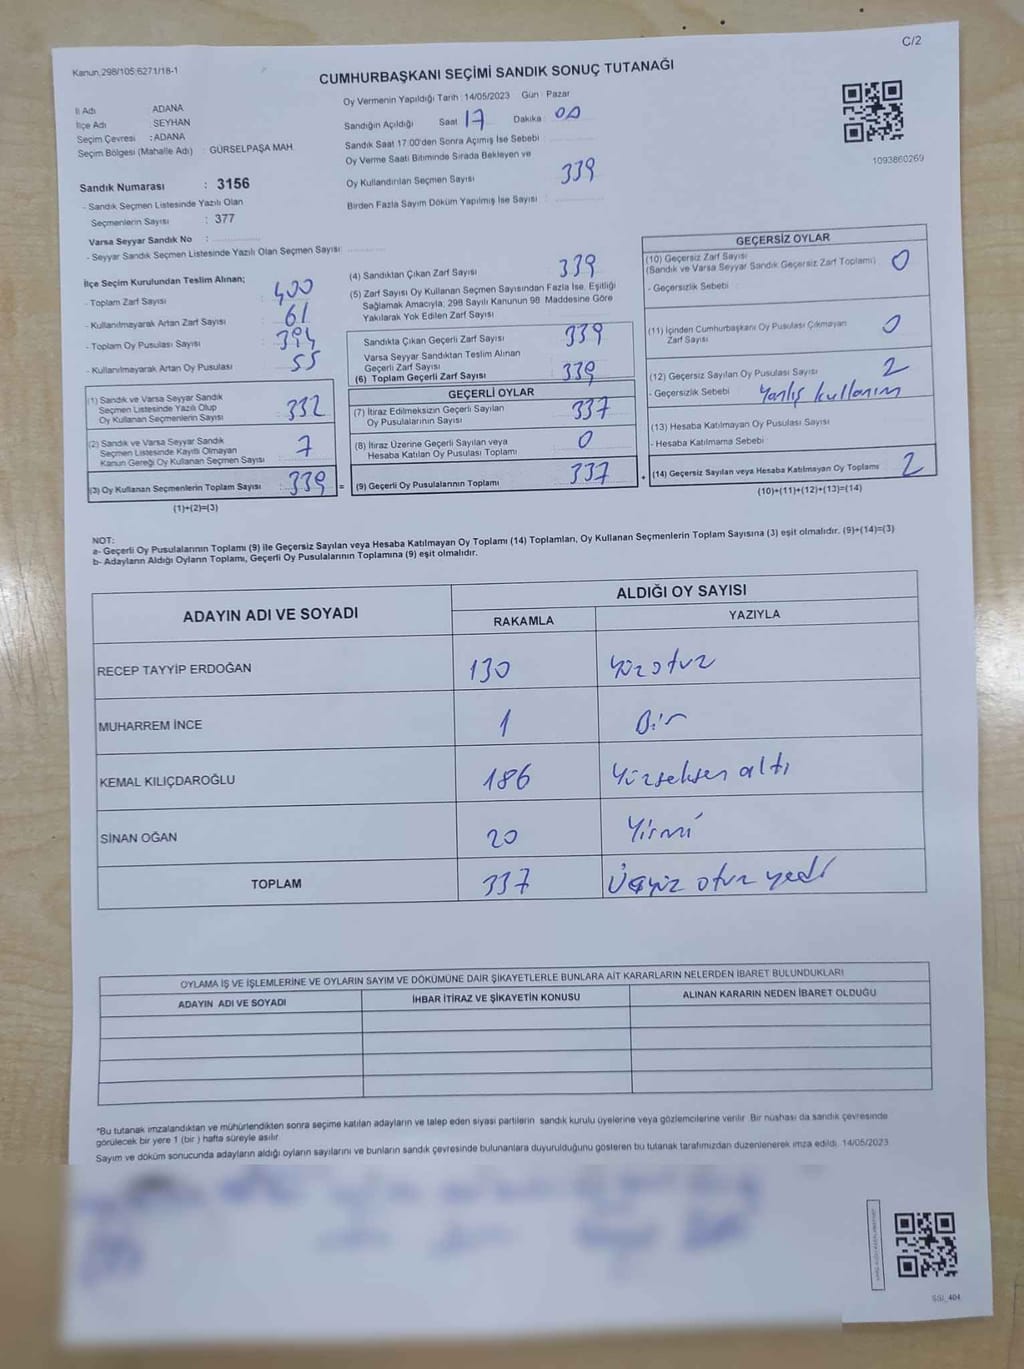 Kanun,298/105;6271/18-1
C/2
CUMHURBAŞKANI SEÇİMİ SANDIK SONUÇ TUTANAĞI
İl Adı ADANA
İlçe Adı SEYHAN
Seçim Çevresi : ADANA
Seçim Bölgesi (Mahalle Adı) : GÜRSELPAŞA MAH
Oy Vermenin Yapıldığı Tarih : 14/05/2023 Gün : Pazar
Sandığın Açıldığı Saat 17 Dakika : 00
Sandık Saat 17.00'den Sonra Açımış İse Sebebi :
Oy Verme Saati Bitiminde Sırada Bekleyen ve
Oy Kullandırılan Seçmen Sayısı : 339
Birden Fazla Sayım Döküm Yapılmış İse Sayısı :
1093860269
Sandık Numarası : 3156
- Sandık Seçmen Listesinde Yazılı Olan
Seçmenlerin Sayısı : 377
Varsa Seyyar Sandık No :
- Seyyar Sandık Seçmen Listesinde Yazılı Olan Seçmen Sayısı:
İlçe Seçim Kurulundan Teslim Alınan;
- Toplam Zarf Sayısı : 400
- Kullanılmayarak Artan Zarf Sayısı : 61
- Toplam Oy Pusulası Sayısı : 394
- Kullanılmayarak Artan Oy Pusulası : 55
(1) Sandık ve Varsa Seyyar Sandık
Seçmen Listesinde Yazılı Olup
Oy Kullanan Seçmenlerin Sayısı : 332
(2) Sandık ve Varsa Seyyar Sandık
Seçmen Listesinde Kayıtlı Olmayan
Kanun Gereği Oy Kullanan Seçmen Sayısı : 7
(3) Oy Kullanan Seçmenlerin Toplam Sayısı : 339 =
(1)+(2)=(3)
(4) Sandıktan Çıkan Zarf Sayısı : 339
(5) Zarf Sayısı Oy Kullanan Seçmen Sayısından Fazla İse, Eşitliği
Sağlamak Amacıyla; 298 Sayılı Kanunun 98. Maddesine Göre
Yakılarak Yok Edilen Zarf Sayısı :
Sandıkta Çıkan Geçerli Zarf Sayısı : 339
Varsa Seyyar Sandıktan Teslim Alınan
Geçerli Zarf Sayısı :
(6) Toplam Geçerli Zarf Sayısı : 339
GEÇERLİ OYLAR
(7) İtiraz Edilmeksizin Geçerli Sayılan
Oy Pusulalarının Sayısı : 337
(8) İtiraz Üzerine Geçerli Sayılan veya
Hesaba Katılan Oy Pusulası Toplamı : 0
(9) Geçerli Oy Pusulalarının Toplamı : 337 +
GEÇERSİZ OYLAR
(10) Geçersiz Zarf Sayısı
(Sandık ve Varsa Seyyar Sandık Geçersiz Zarf Toplamı) : 0
- Geçersizlik Sebebi :
(11) İçinden Cumhurbaşkanı Oy Pusulası Çıkmayan
Zarf Sayısı : 0
(12) Geçersiz Sayılan Oy Pusulası Sayısı : 2
- Geçersizlik Sebebi : Yanlış kullanım
(13) Hesaba Katılmayan Oy Pusulası Sayısı :
- Hesaba Katılmama Sebebi :
(14) Geçersiz Sayılan veya Hesaba Katılmayan Oy Toplamı : 2
(10)+(11)+(12)+(13)=(14)
NOT:
a- Geçerli Oy Pusulalarının Toplamı (9) ile Geçersiz Sayılan veya Hesaba Katılmayan Oy Toplamı (14) Toplamları, Oy Kullanan Seçmenlerin Toplam Sayısına (3) eşit olmalıdır. (9)+(14)=(3)
b- Adayların Aldığı Oyların Toplamı, Geçerli Oy Pusulalarının Toplamına (9) eşit olmalıdır.
ADAYIN ADI VE SOYADI
ALDIĞI OY SAYISI
RAKAMLA YAZIYLA
RECEP TAYYİP ERDOĞAN 130 Yüzotuz
MUHARREM İNCE 1 Bir
KEMAL KILIÇDAROĞLU 186 Yüzseksen altı
SİNAN OĞAN 20 Yirmi
TOPLAM 337 Üçyüz otuz yedi
OYLAMA İŞ VE İŞLEMLERİNE VE OYLARIN SAYIM VE DÖKÜMÜNE DAİR ŞİKAYETLERLE BUNLARA AİT KARARLARIN NELERDEN İBARET BULUNDUKLARI
ADAYIN ADI VE SOYADI İHBAR İTİRAZ VE ŞİKAYETİN KONUSU ALINAN KARARIN NEDEN İBARET OLDUĞU
*Bu tutanak imzalandıktan ve mühürlendikten sonra seçime katılan adayların ve talep eden siyasi partilerin sandık kurulu üyelerine veya gözlemcilerine verilir. Bir nüshası da sandık çevresinde
görülecek bir yere 1 (bir ) hafta süreyle asılır.
Sayım ve döküm sonucunda adayların aldığı oyların sayılarını ve bunların sandık çevresinde bulunanlara duyurulduğunu gösteren bu tutanak tarafımızdan düzenlenerek imza edildi. 14/05/2023